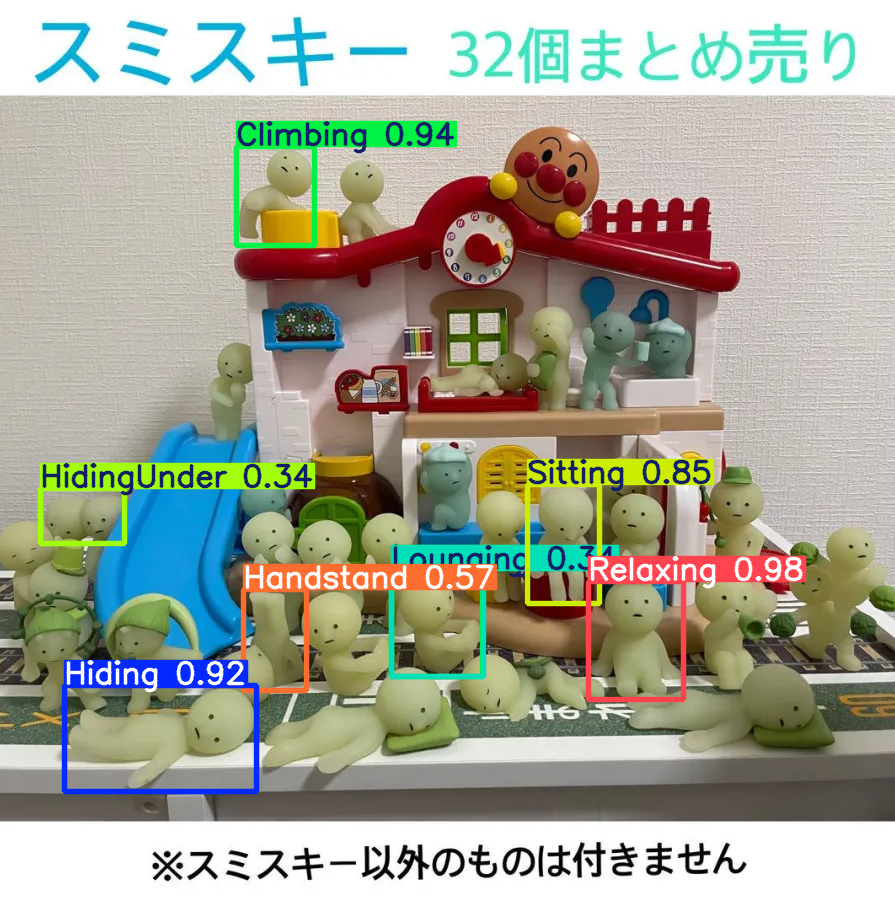 スミスキー 32個まとめ売り
Climbing 0.94
HidingUnder 0.34
Sitting 0.85
Lounging 0.34
Handstand 0.57
Relaxing 0.98
Hiding 0.92
※スミスキー以外のものは付きません